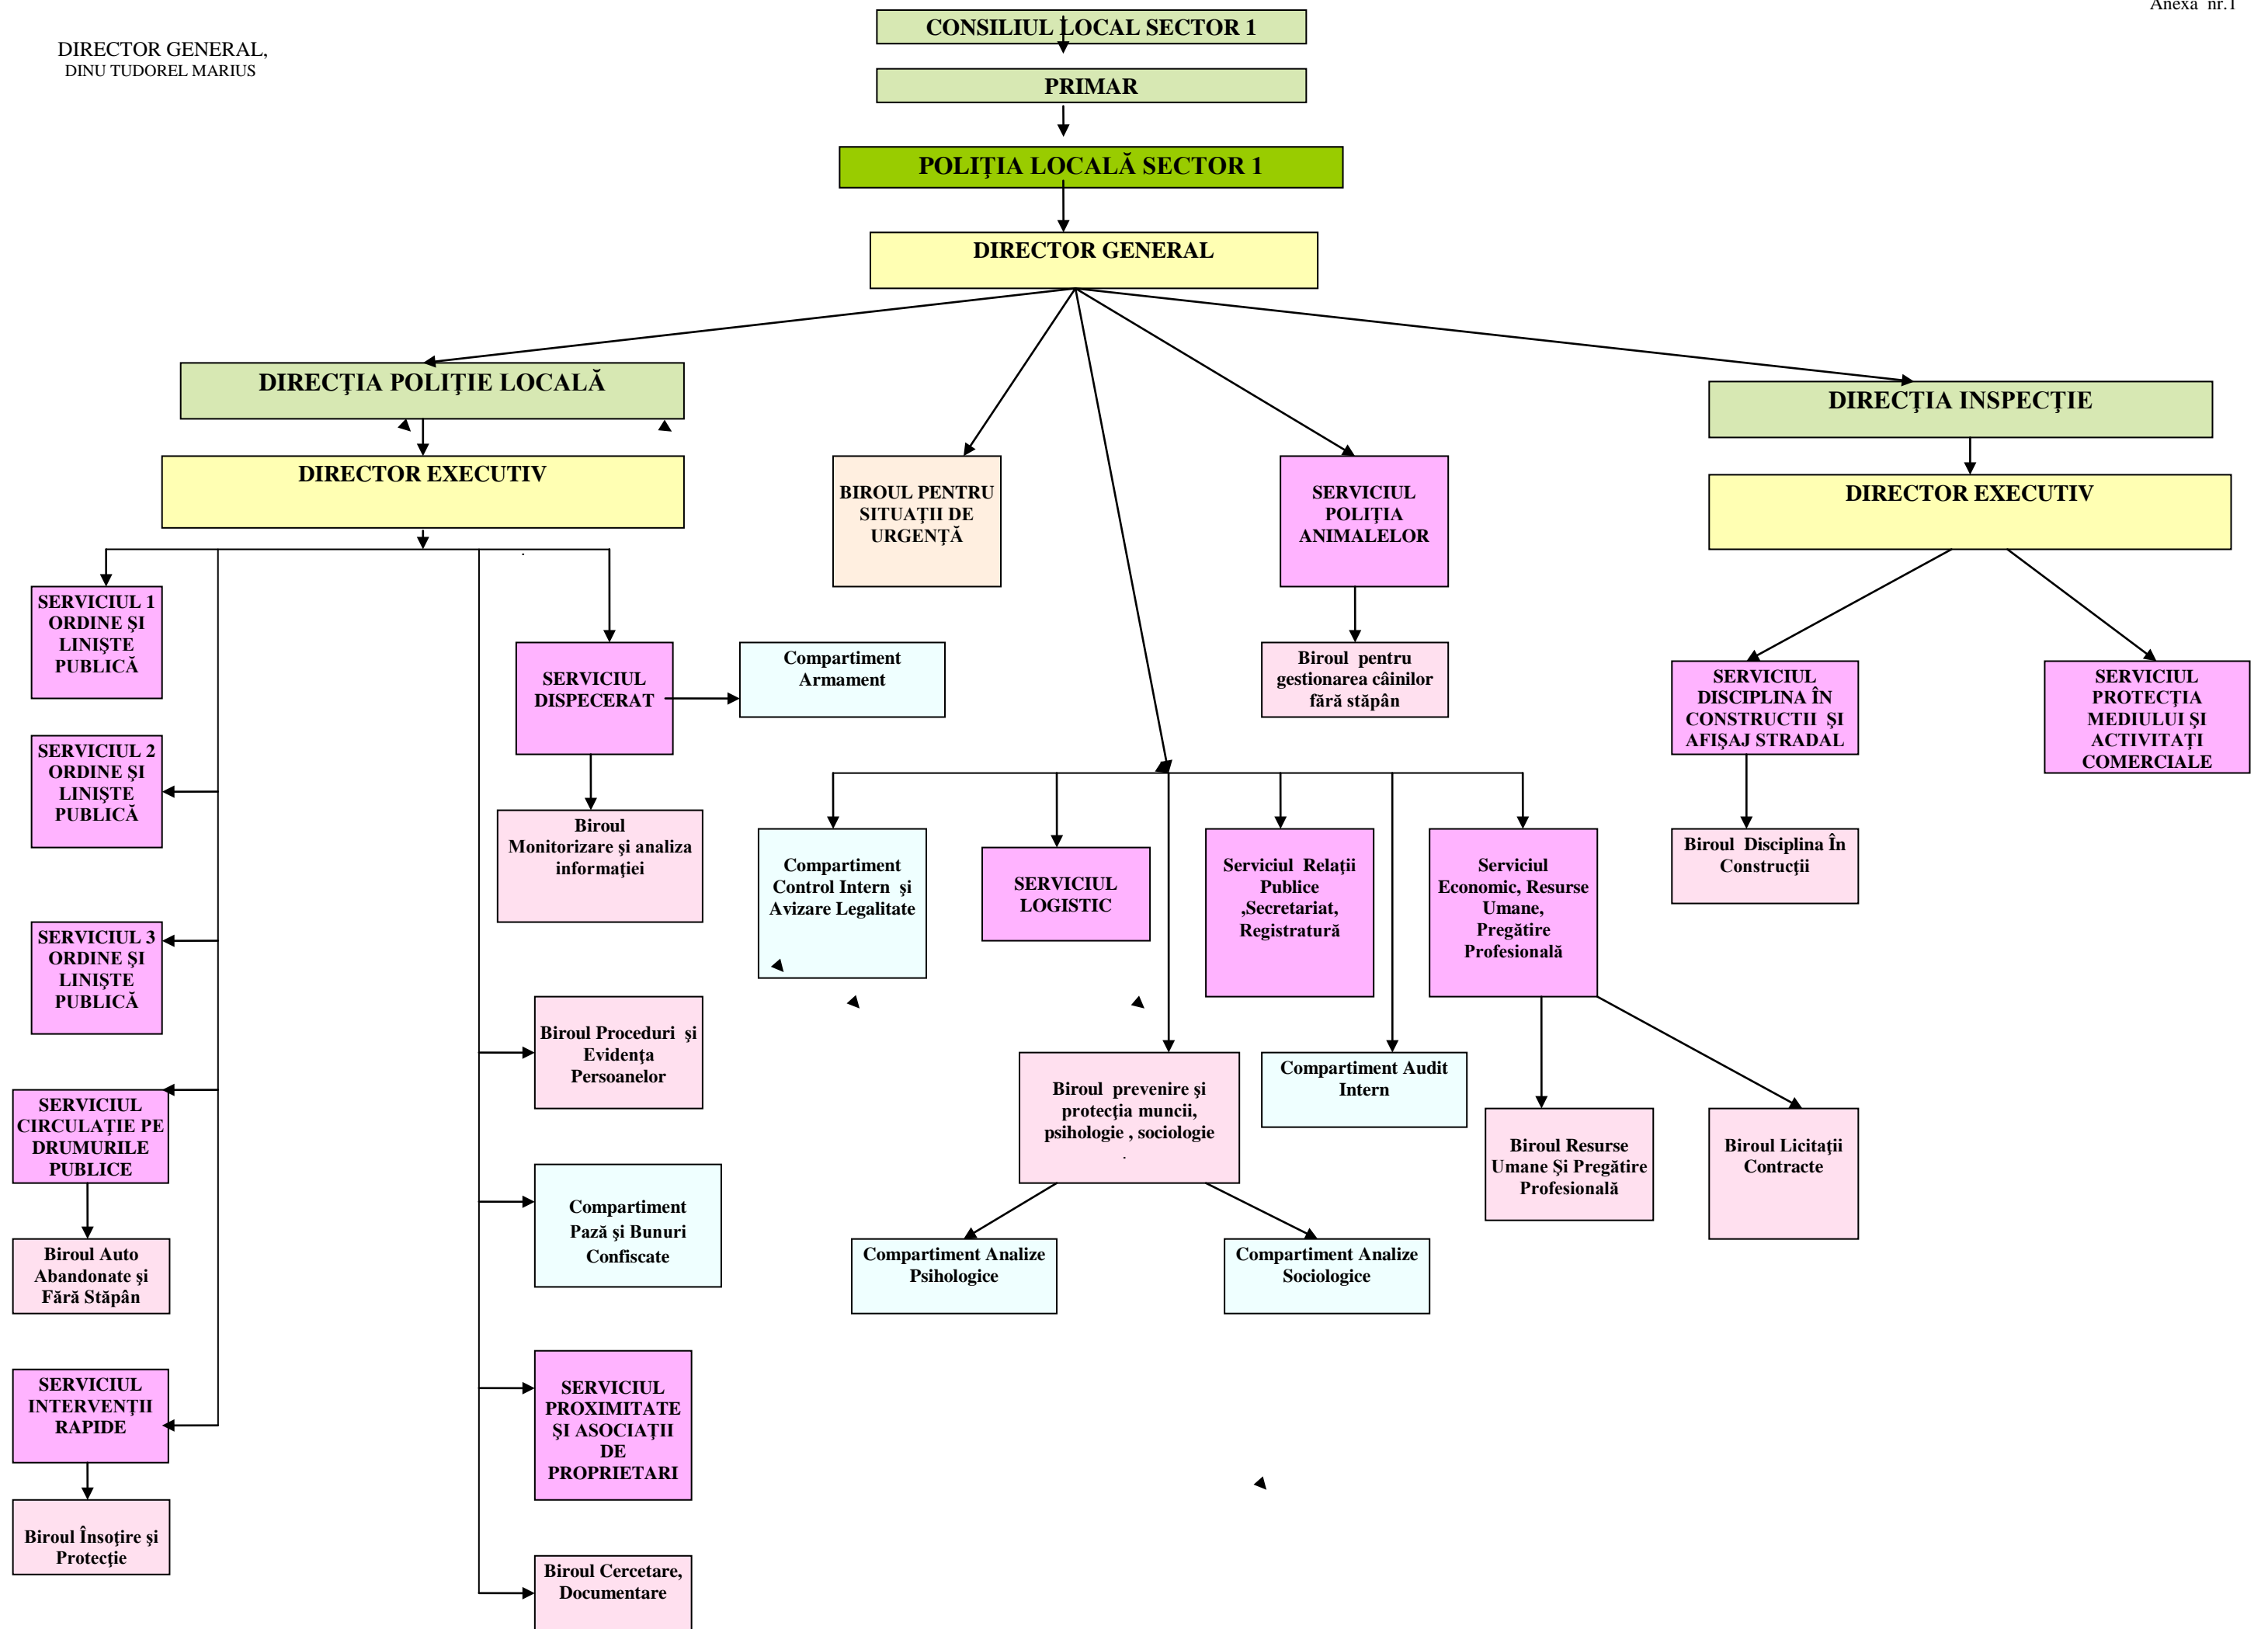 Anexa nr.1
DIRECTOR GENERAL,
DINU TUDOREL MARIUS
CONSILIUL LOCAL SECTOR 1
PRIMAR
POLIŢIA LOCALĂ SECTOR 1
DIRECTOR GENERAL
DIRECŢIA POLIŢIE LOCALĂ
DIRECŢIA INSPECŢIE
DIRECTOR EXECUTIV
BIROUL PENTRU
SITUAŢII DE
URGENŢĂ
SERVICIUL
POLIŢIA
ANIMALELOR
DIRECTOR EXECUTIV
SERVICIUL 1
ORDINE ŞI
LINIŞTE
PUBLICĂ
SERVICIUL
DISPECERAT
Compartiment
Armament
Biroul pentru
gestionarea câinilor
fără stăpân
SERVICIUL
DISCIPLINA ÎN
CONSTRUCTII ŞI
AFIŞAJ STRADAL
SERVICIUL
PROTECŢIA
MEDIULUI ŞI
ACTIVITAŢI
COMERCIALE
SERVICIUL 2
ORDINE ŞI
LINIŞTE
PUBLICĂ
Biroul
Monitorizare şi analiza
informaţiei
Compartiment
Control Intern şi
Avizare Legalitate
SERVICIUL
LOGISTIC
Serviciul Relaţii
Publice
,Secretariat,
Registratură
Serviciul
Economic, Resurse
Umane,
Pregătire
Profesională
Biroul Disciplina În
Construcţii
SERVICIUL 3
ORDINE ŞI
LINIŞTE
PUBLICĂ
Biroul Proceduri şi
Evidenţa
Persoanelor
Biroul prevenire şi
protecţia muncii,
psihologie , sociologie
.
Compartiment Audit
Intern
SERVICIUL
CIRCULAŢIE PE
DRUMURILE
PUBLICE
Biroul Resurse
Umane Şi Pregătire
Profesională
Biroul Licitaţii
Contracte
Compartiment
Pază şi Bunuri
Confiscate
Biroul Auto
Abandonate şi
Fără Stăpân
Compartiment Analize
Psihologice
Compartiment Analize
Sociologice
SERVICIUL
INTERVENŢII
RAPIDE
SERVICIUL
PROXIMITATE
ŞI ASOCIAŢII
DE
PROPRIETARI
Biroul Însoţire şi
Protecţie
Biroul Cercetare,
Documentare